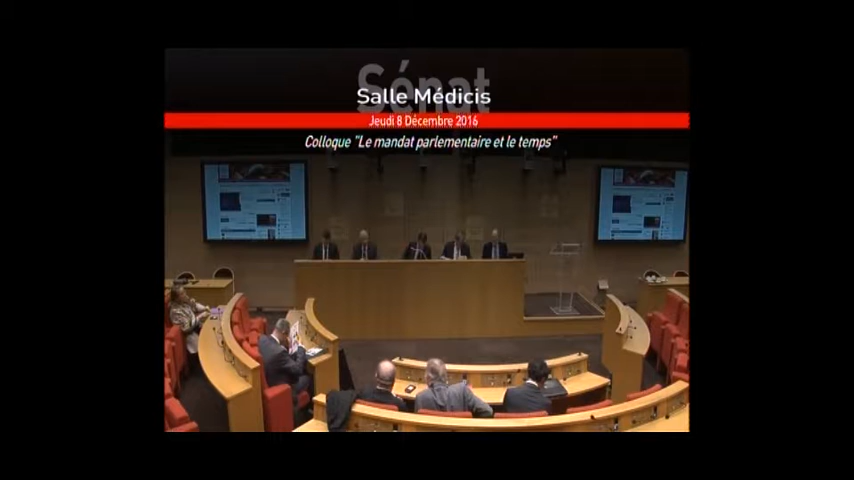 Sénat
Salle Médicis
Jeudi 8 Décembre 2016
Colloque "Le mandat parlementaire et le temps"